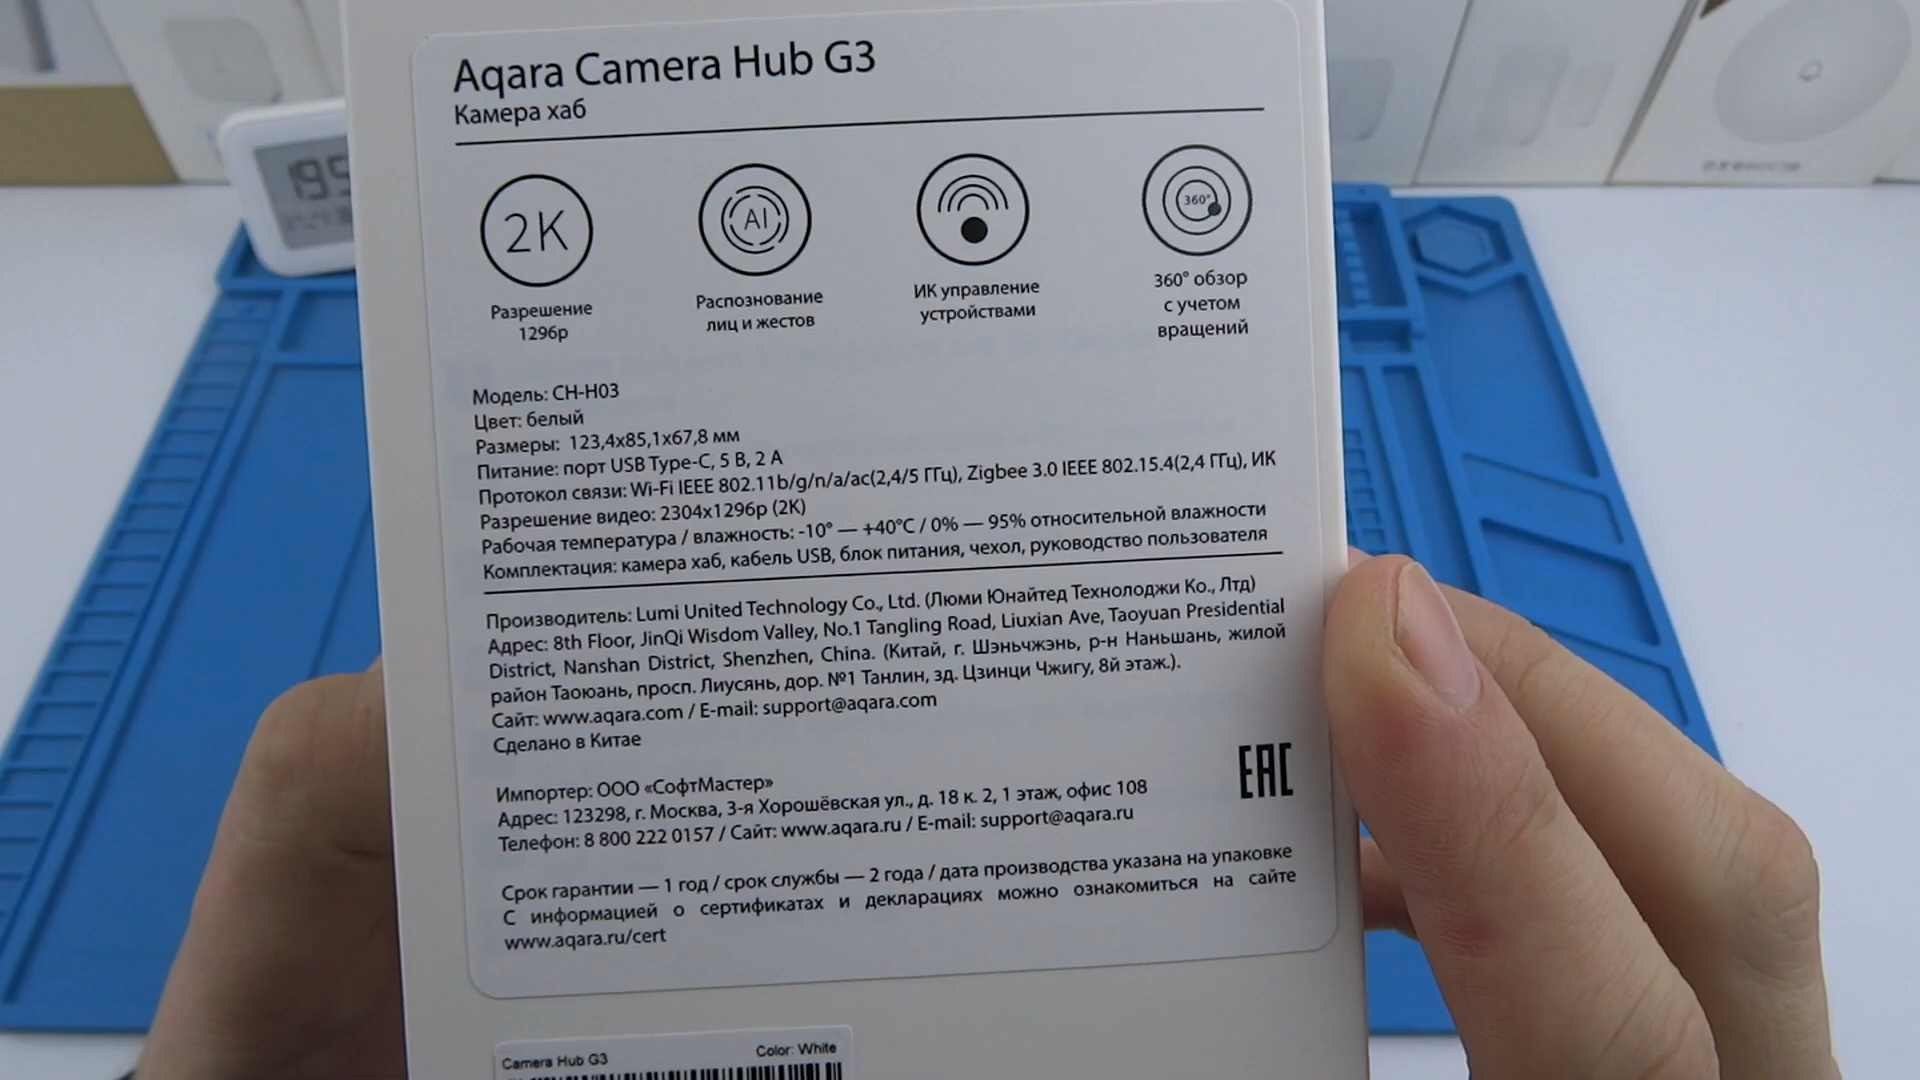 Aqara Camera Hub G3
Камера хаб
2K
AI
360°
Разрешение
1296p
Распознование
лиц и жестов
ИК управление
устройствами
360° обзор
с учетом
вращений
Модель: CH-H03
Цвет: белый
Размеры: 123,4x85,1x67,8 мм
Питание: порт USB Type-C, 5 В, 2 А
Протокол связи: Wi-Fi IEEE 802.11b/g/n/a/ac(2,4/5 ГГц), Zigbee 3.0 IEEE 802.15.4(2,4 ГГц), ИК
Разрешение видео: 2304x1296p (2K)
Рабочая температура / влажность: -10° — +40°C / 0% — 95% относительной влажности
Комплектация: камера хаб, кабель USB, блок питания, чехол, руководство пользователя
Производитель: Lumi United Technology Co., Ltd. (Люми Юнайтед Технолоджи Ко., Лтд)
Адрес: 8th Floor, JinQi Wisdom Valley, No.1 Tangling Road, Liuxian Ave, Taoyuan Presidential
District, Nanshan District, Shenzhen, China. (Китай, г. Шэньчжэнь, р-н Наньшань, жилой
район Таоюань, просп. Лиусянь, дор. №1 Танлин, зд. Цзинци Чжигу, 8й этаж.).
Сайт: www.aqara.com / E-mail: support@aqara.com
Сделано в Китае
EAC
Импортер: ООО «СофтМастер»
Адрес: 123298, г. Москва, 3-я Хорошёвская ул., д. 18 к. 2, 1 этаж, офис 108
Телефон: 8 800 222 0157 / Сайт: www.aqara.ru / E-mail: support@aqara.ru
Срок гарантии — 1 год / срок службы — 2 года / дата производства указана на упаковке
С информацией о сертификатах и декларациях можно ознакомиться на сайте
www.aqara.ru/cert
Camera Hub G3 Color: White